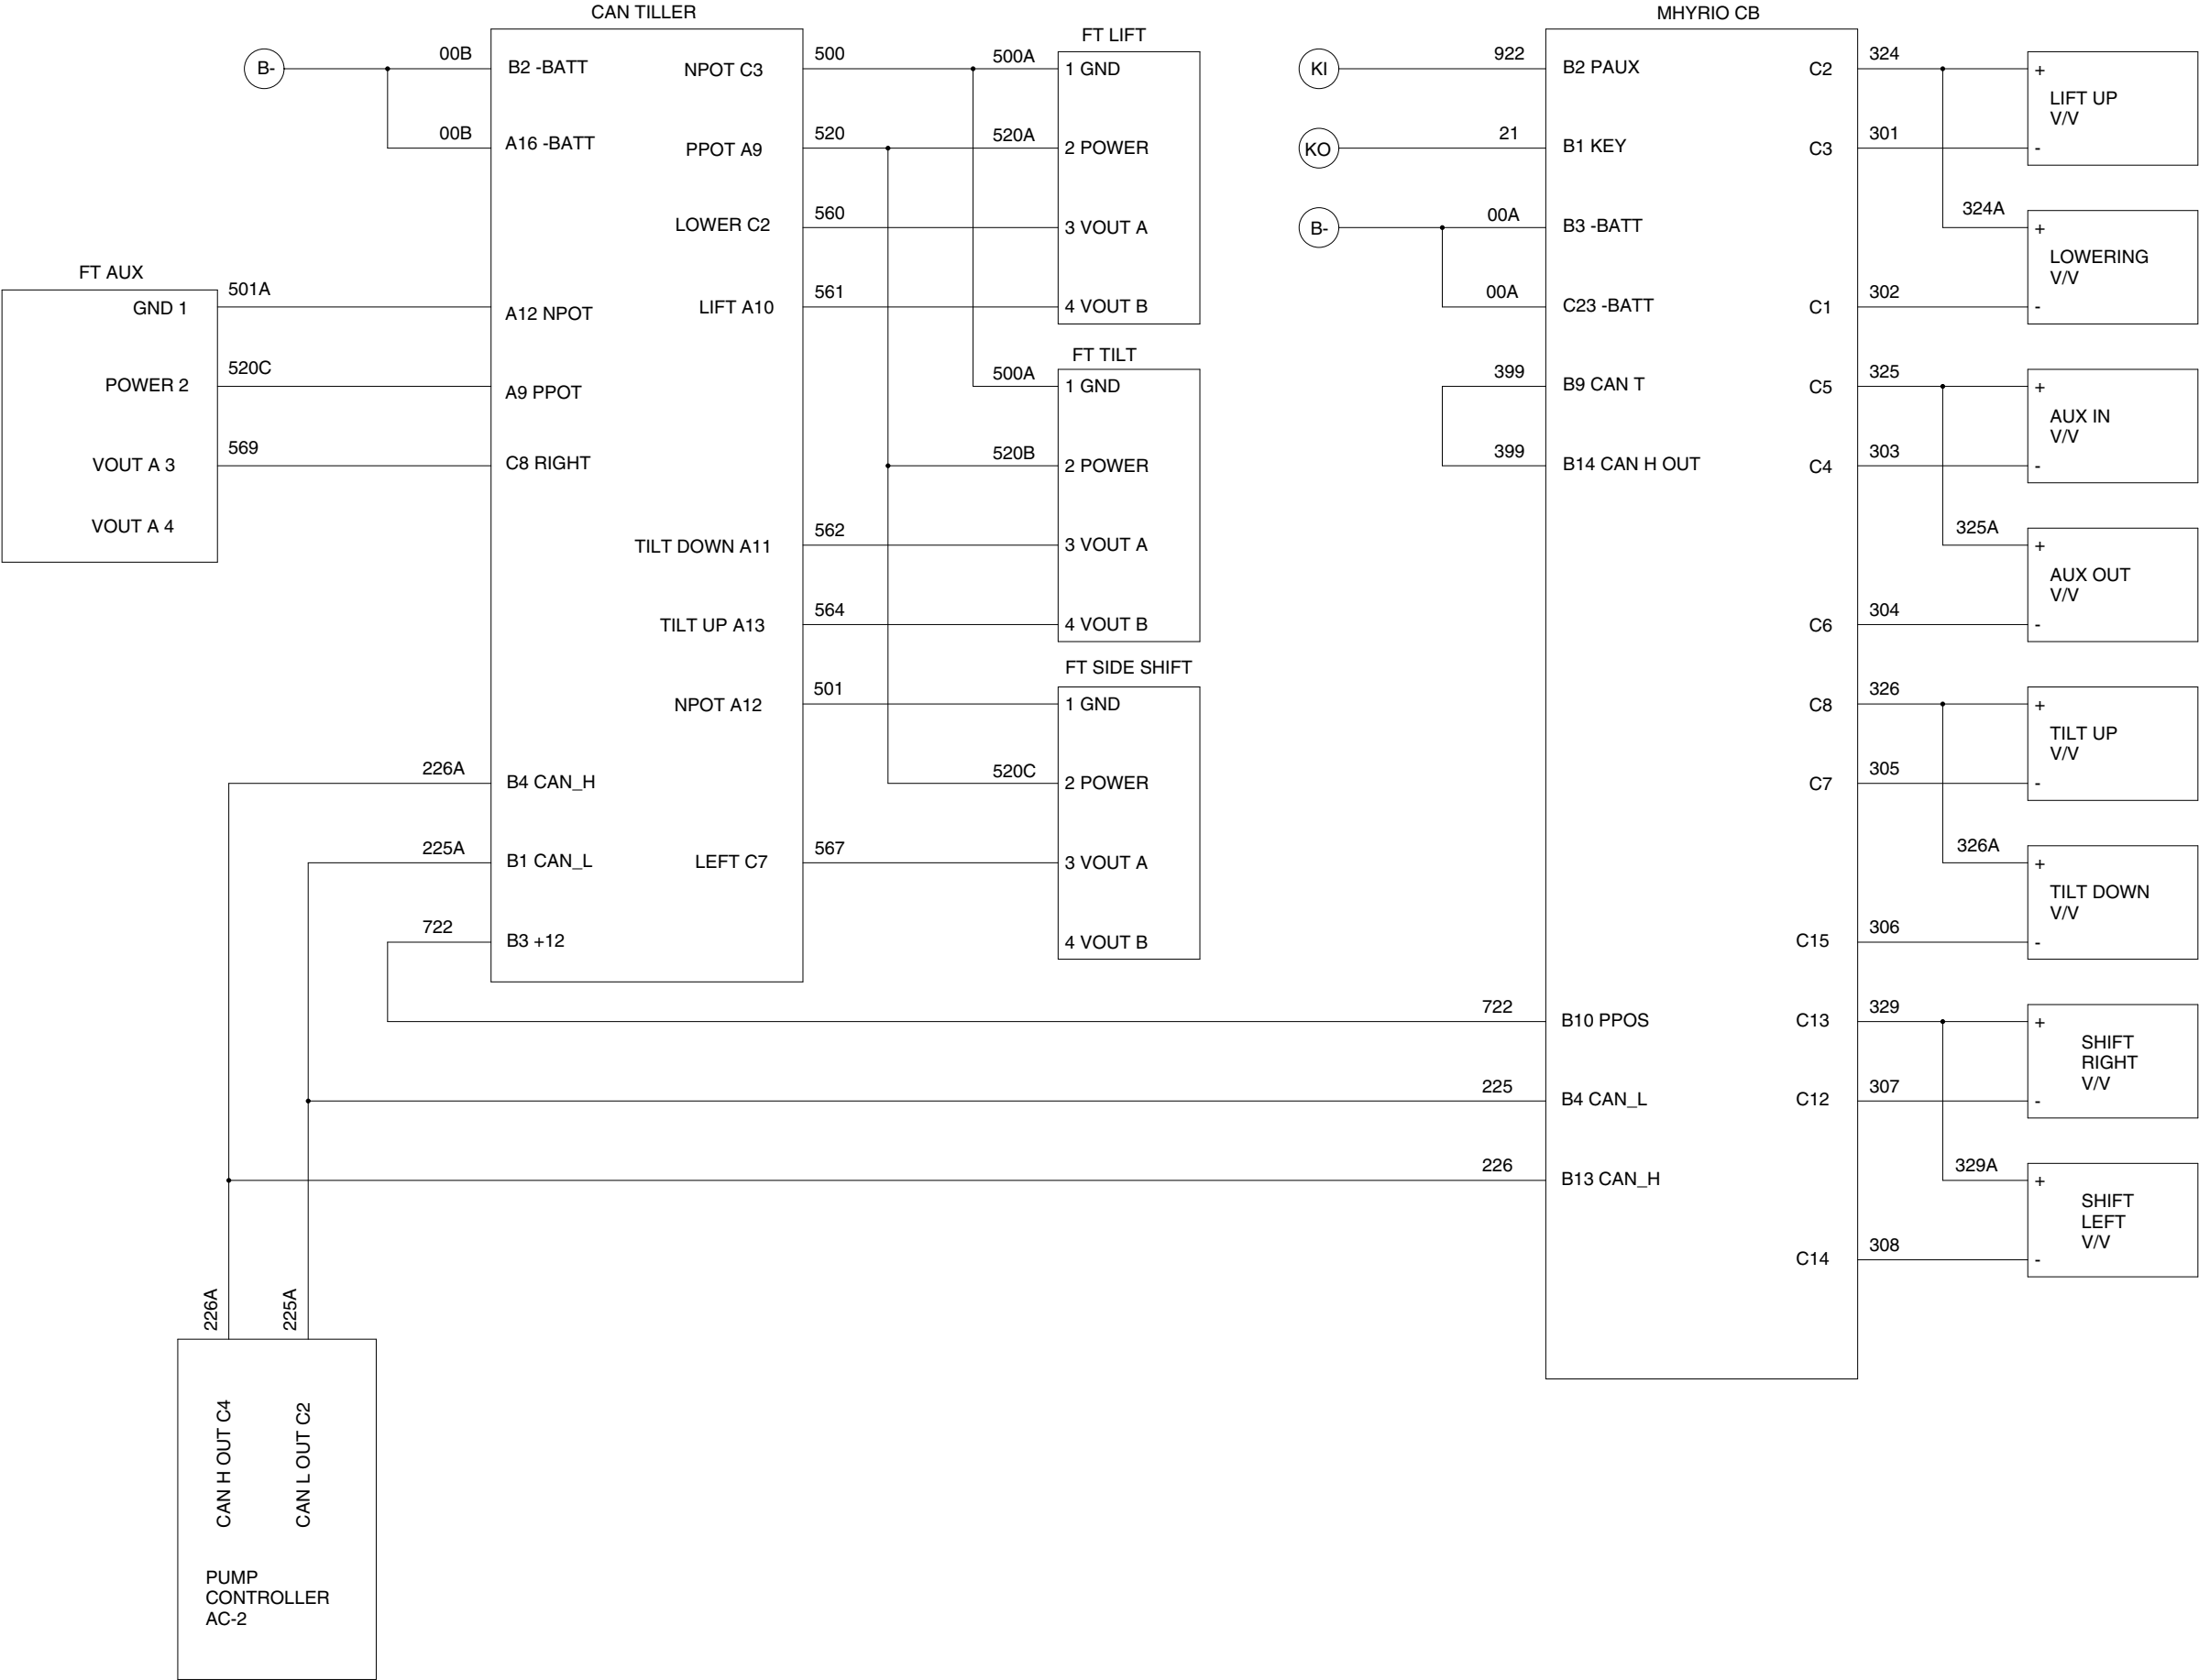 CAN TILLER
B-
00B
B2 -BATT
00B
A16 -BATT
FT AUX
GND 1
501A
A12 NPOT
POWER 2
520C
A9 PPOT
VOUT A 3
569
C8 RIGHT
VOUT A 4
226A
B4 CAN_H
225A
B1 CAN_L
722
B3 +12
NPOT C3
500
PPOT A9
520
LOWER C2
560
LIFT A10
561
TILT DOWN A11
562
TILT UP A13
564
NPOT A12
501
LEFT C7
567
FT LIFT
500A
1 GND
520A
2 POWER
3 VOUT A
4 VOUT B
FT TILT
500A
1 GND
520B
2 POWER
3 VOUT A
4 VOUT B
FT SIDE SHIFT
1 GND
520C
2 POWER
3 VOUT A
4 VOUT B
226A
225A
CAN H OUT C4
CAN L OUT C2
PUMP
CONTROLLER
AC-2
MHYRIO CB
KI
922
B2 PAUX
KO
21
B1 KEY
B-
00A
B3 -BATT
00A
C23 -BATT
399
B9 CAN T
399
B14 CAN H OUT
722
B10 PPOS
225
B4 CAN_L
226
B13 CAN_H
C2
324
+
LIFT UP
V/V
C3
301
-
324A
+
LOWERING
V/V
C1
302
-
C5
325
+
AUX IN
V/V
C4
303
-
325A
+
AUX OUT
V/V
C6
304
-
C8
326
+
TILT UP
V/V
C7
305
-
326A
+
TILT DOWN
V/V
C15
306
-
C13
329
+
SHIFT
RIGHT
V/V
C12
307
-
329A
+
SHIFT
LEFT
V/V
C14
308
-